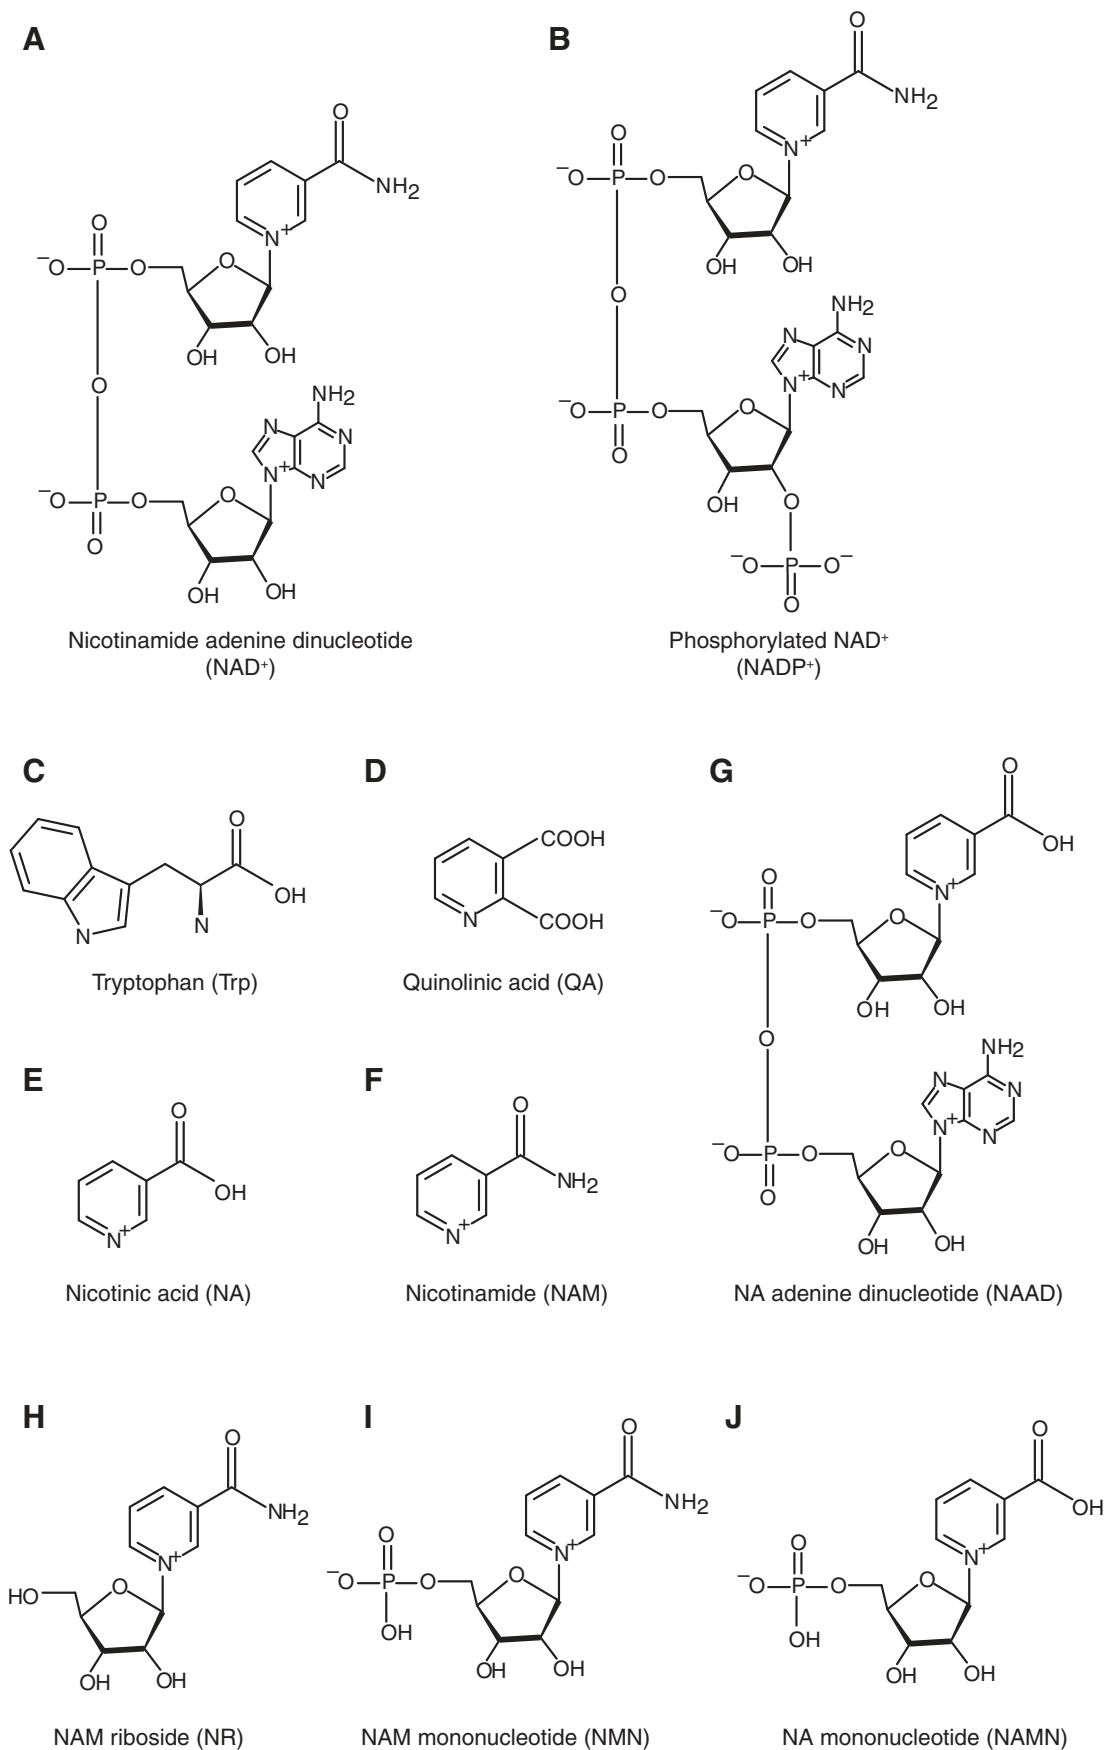 A
O
NH2
N+
O
−O P O
O
OH OH
O
NH2
N N
N+ N
−O P O
O
O
OH OH
Nicotinamide adenine dinucleotide
(NAD+)
B
O
NH2
N+
O
−O P O
O
OH OH
O
NH2
N N
N+ N
−O P O
O
O
OH O
−O P O−
O
Phosphorylated NAD+
(NADP+)
C
O
OH
N
N
Tryptophan (Trp)
D
COOH
COOH
N
Quinolinic acid (QA)
G
O
OH
N+
O
−O P O
O
OH OH
O
NH2
N N
N+ N
−O P O
O
O
OH OH
NA adenine dinucleotide (NAAD)
E
O
OH
N+
Nicotinic acid (NA)
F
O
NH2
N+
Nicotinamide (NAM)
H
O
NH2
N+
HO
O
OH OH
NAM riboside (NR)
I
O
NH2
N+
O
−O P O
O
OH
OH OH
NAM mononucleotide (NMN)
J
O
OH
N+
O
−O P O
O
OH
OH OH
NA mononucleotide (NAMN)